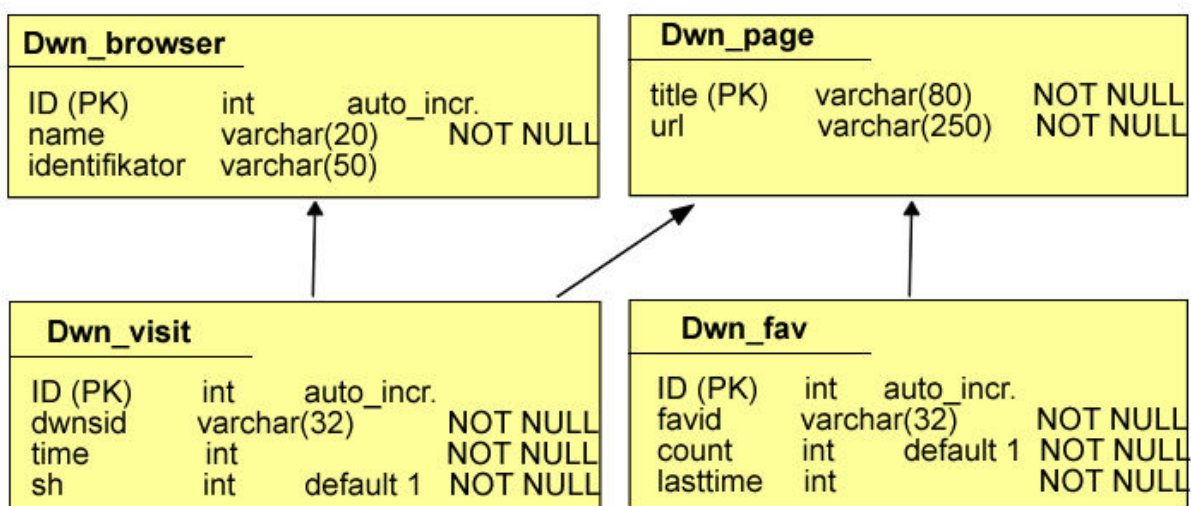 Dwn_browser
ID (PK) int auto_incr.
name varchar(20) NOT NULL
identifikator varchar(50)
Dwn_page
title (PK) varchar(80) NOT NULL
url varchar(250) NOT NULL
Dwn_visit
ID (PK) int auto_incr.
dwnsid varchar(32) NOT NULL
time int NOT NULL
sh int default 1 NOT NULL
Dwn_fav
ID (PK) int auto_incr.
favid varchar(32) NOT NULL
count int default 1 NOT NULL
lasttime int NOT NULL